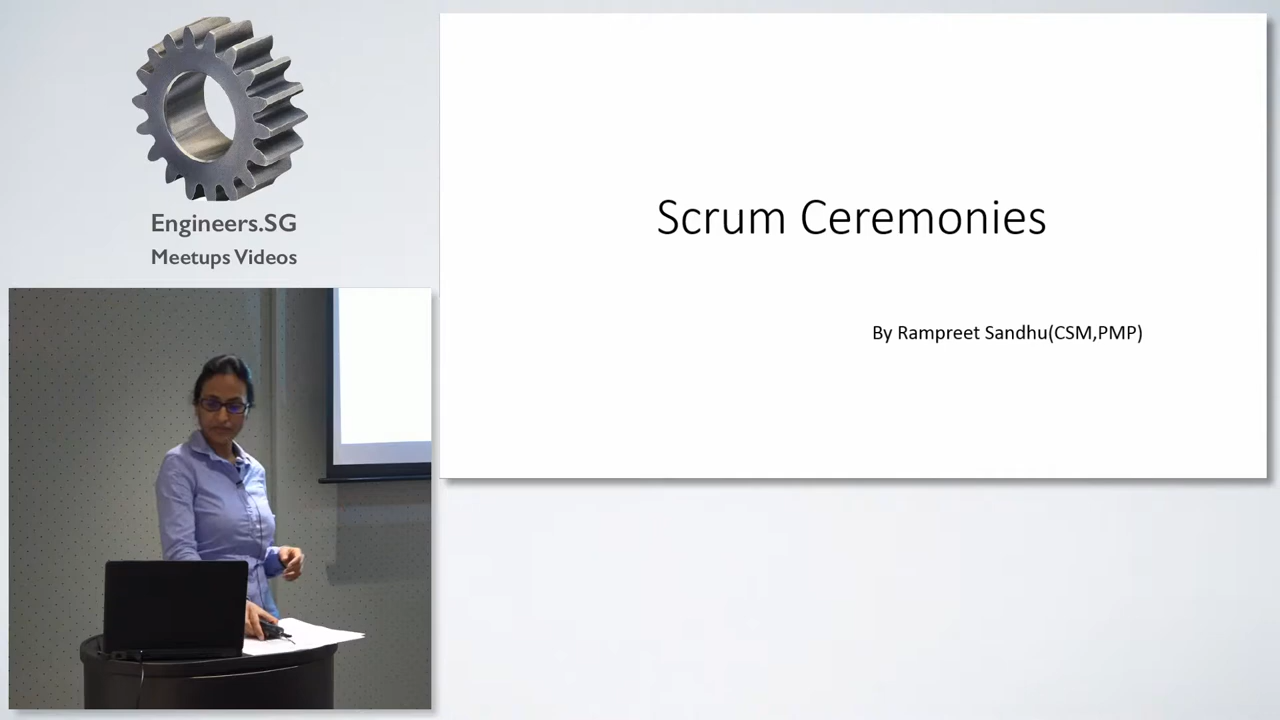 Engineers.SG
Meetups Videos
Scrum Ceremonies
By Rampreet Sandhu(CSM,PMP)